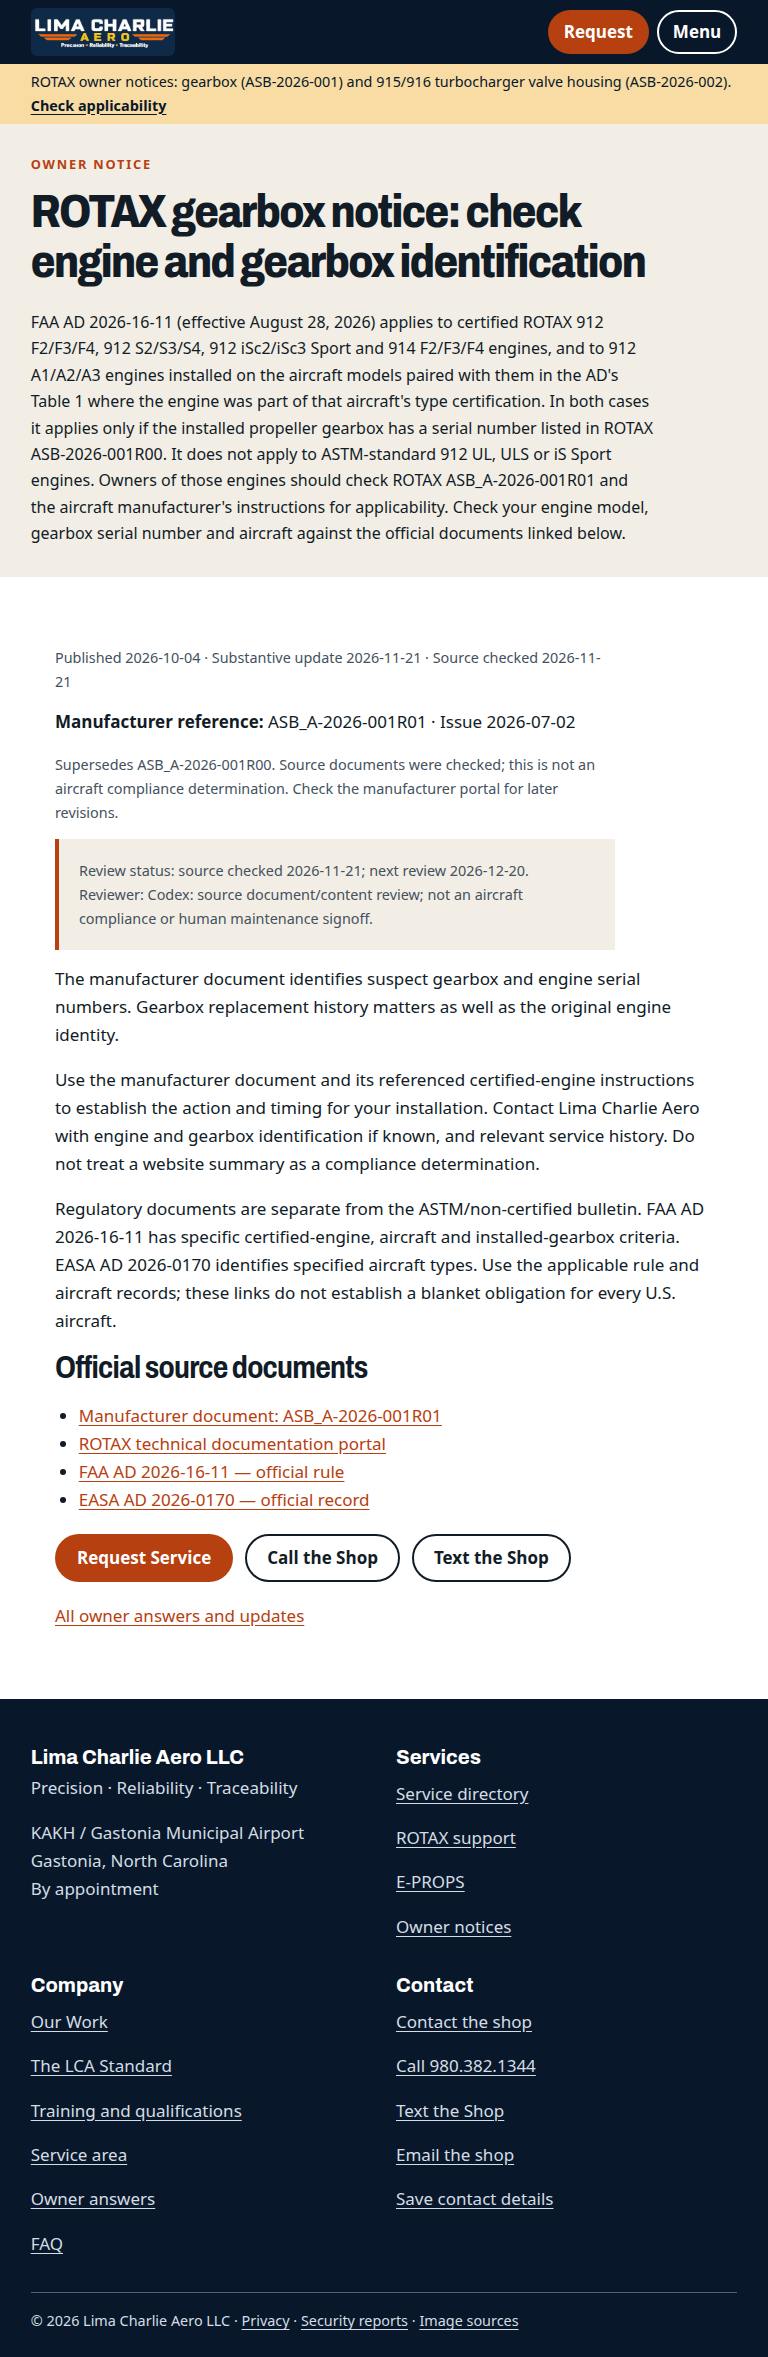 LIMA CHARLIE
AERO
Precision • Reliability • Traceability
Request
Menu
ROTAX owner notices: gearbox (ASB-2026-001) and 915/916 turbocharger valve housing (ASB-2026-002).
Check applicability
OWNER NOTICE
ROTAX gearbox notice: check
engine and gearbox identification
FAA AD 2026-16-11 (effective August 28, 2026) applies to certified ROTAX 912
F2/F3/F4, 912 S2/S3/S4, 912 iSc2/iSc3 Sport and 914 F2/F3/F4 engines, and to 912
A1/A2/A3 engines installed on the aircraft models paired with them in the AD's
Table 1 where the engine was part of that aircraft's type certification. In both cases
it applies only if the installed propeller gearbox has a serial number listed in ROTAX
ASB-2026-001R00. It does not apply to ASTM-standard 912 UL, ULS or iS Sport
engines. Owners of those engines should check ROTAX ASB_A-2026-001R01 and
the aircraft manufacturer's instructions for applicability. Check your engine model,
gearbox serial number and aircraft against the official documents linked below.
Published 2026-10-04 · Substantive update 2026-11-21 · Source checked 2026-11-
21
Manufacturer reference: ASB_A-2026-001R01 · Issue 2026-07-02
Supersedes ASB_A-2026-001R00. Source documents were checked; this is not an
aircraft compliance determination. Check the manufacturer portal for later
revisions.
Review status: source checked 2026-11-21; next review 2026-12-20.
Reviewer: Codex: source document/content review; not an aircraft
compliance or human maintenance signoff.
The manufacturer document identifies suspect gearbox and engine serial
numbers. Gearbox replacement history matters as well as the original engine
identity.
Use the manufacturer document and its referenced certified-engine instructions
to establish the action and timing for your installation. Contact Lima Charlie Aero
with engine and gearbox identification if known, and relevant service history. Do
not treat a website summary as a compliance determination.
Regulatory documents are separate from the ASTM/non-certified bulletin. FAA AD
2026-16-11 has specific certified-engine, aircraft and installed-gearbox criteria.
EASA AD 2026-0170 identifies specified aircraft types. Use the applicable rule and
aircraft records; these links do not establish a blanket obligation for every U.S.
aircraft.
Official source documents
• Manufacturer document: ASB_A-2026-001R01
• ROTAX technical documentation portal
• FAA AD 2026-16-11 — official rule
• EASA AD 2026-0170 — official record
Request Service
Call the Shop
Text the Shop
All owner answers and updates
Lima Charlie Aero LLC
Precision · Reliability · Traceability
KAKH / Gastonia Municipal Airport
Gastonia, North Carolina
By appointment
Services
Service directory
ROTAX support
E-PROPS
Owner notices
Company
Our Work
The LCA Standard
Training and qualifications
Service area
Owner answers
FAQ
Contact
Contact the shop
Call 980.382.1344
Text the Shop
Email the shop
Save contact details
© 2026 Lima Charlie Aero LLC · Privacy · Security reports · Image sources